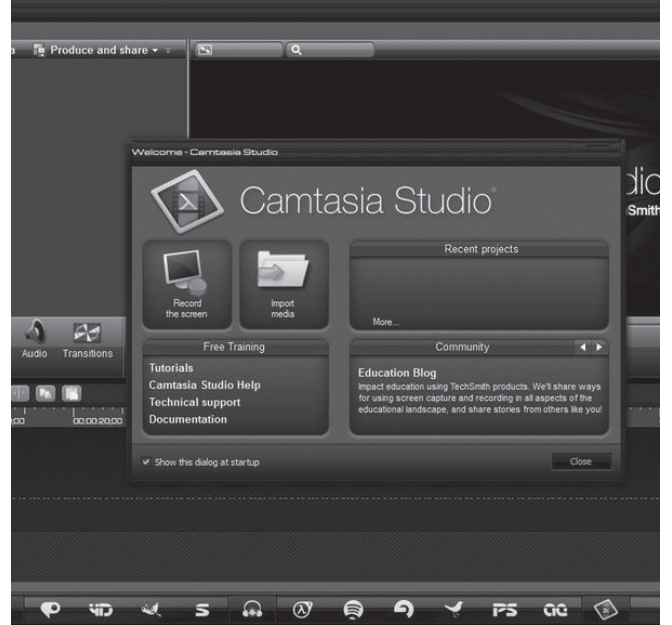 Produce and share
Welcome - Camtasia Studio
Camtasia Studio®
dio
Smith
Record
the screen
Import
media
Recent projects
More...
Audio
Transitions
Free Training
Tutorials
Camtasia Studio Help
Technical support
Documentation
Community
Education Blog
Impact education using TechSmith products. We'll share ways
for using screen capture and recording in all aspects of the
educational landscape, and share stories from others like you!
00:00:20;00
Show this dialog at startup
Close
PS